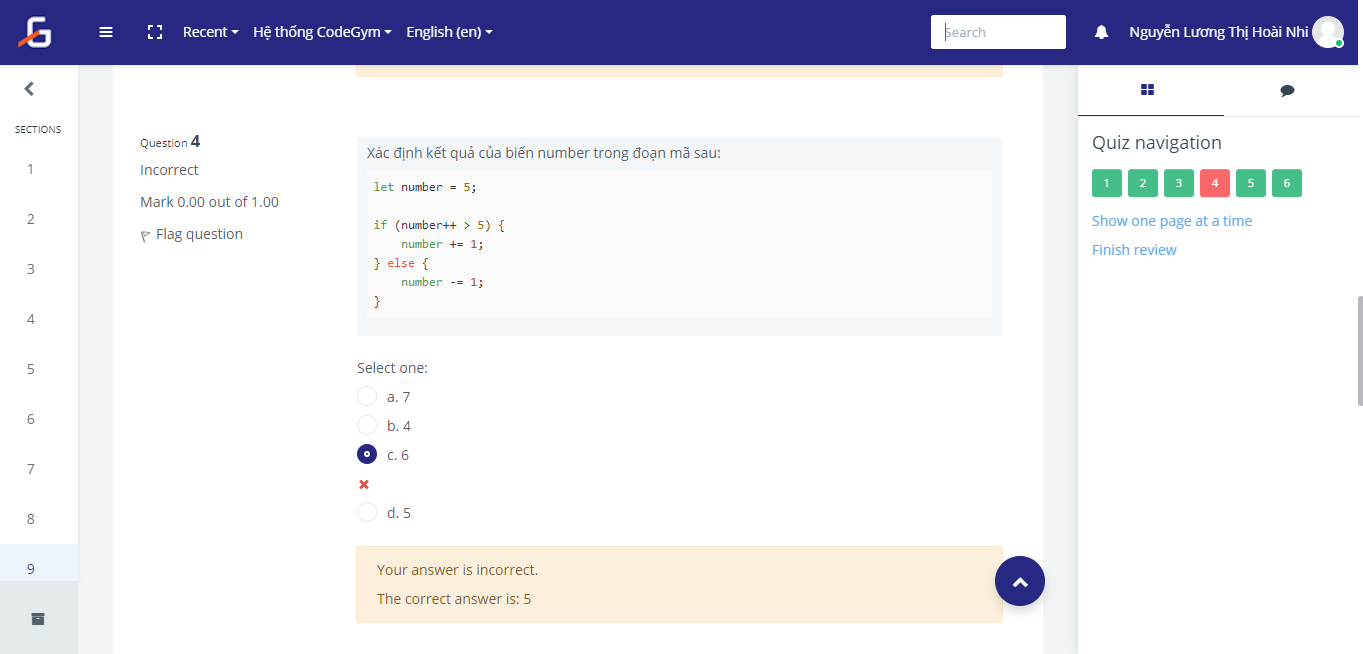 Recent
Hệ thống CodeGym
English (en)
Search
Nguyễn Lương Thị Hoài Nhi
SECTIONS
1
2
3
4
5
6
7
8
9
Question 4
Incorrect
Mark 0.00 out of 1.00
Flag question
Xác định kết quả của biến number trong đoạn mã sau:
let number = 5;
if (number++ > 5) {
    number += 1;
} else {
    number -= 1;
}
Select one:
a. 7
b. 4
c. 6
d. 5
Your answer is incorrect.
The correct answer is: 5
Quiz navigation
1 2 3 4 5 6
Show one page at a time
Finish review